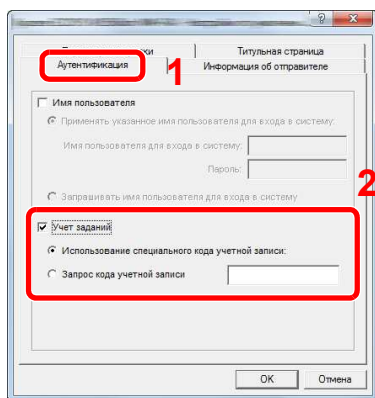 Титульная страница
Аутентификация
1
Информация об отправителе
Имя пользователя
Применять указанное имя пользователя для входа в систему:
Имя пользователя для входа в систему:
Пароль:
Запрашивать имя пользователя для входа в систему
2
Учет заданий
Использование специального кода учетной записи:
Запрос кода учетной записи
OK
Отмена